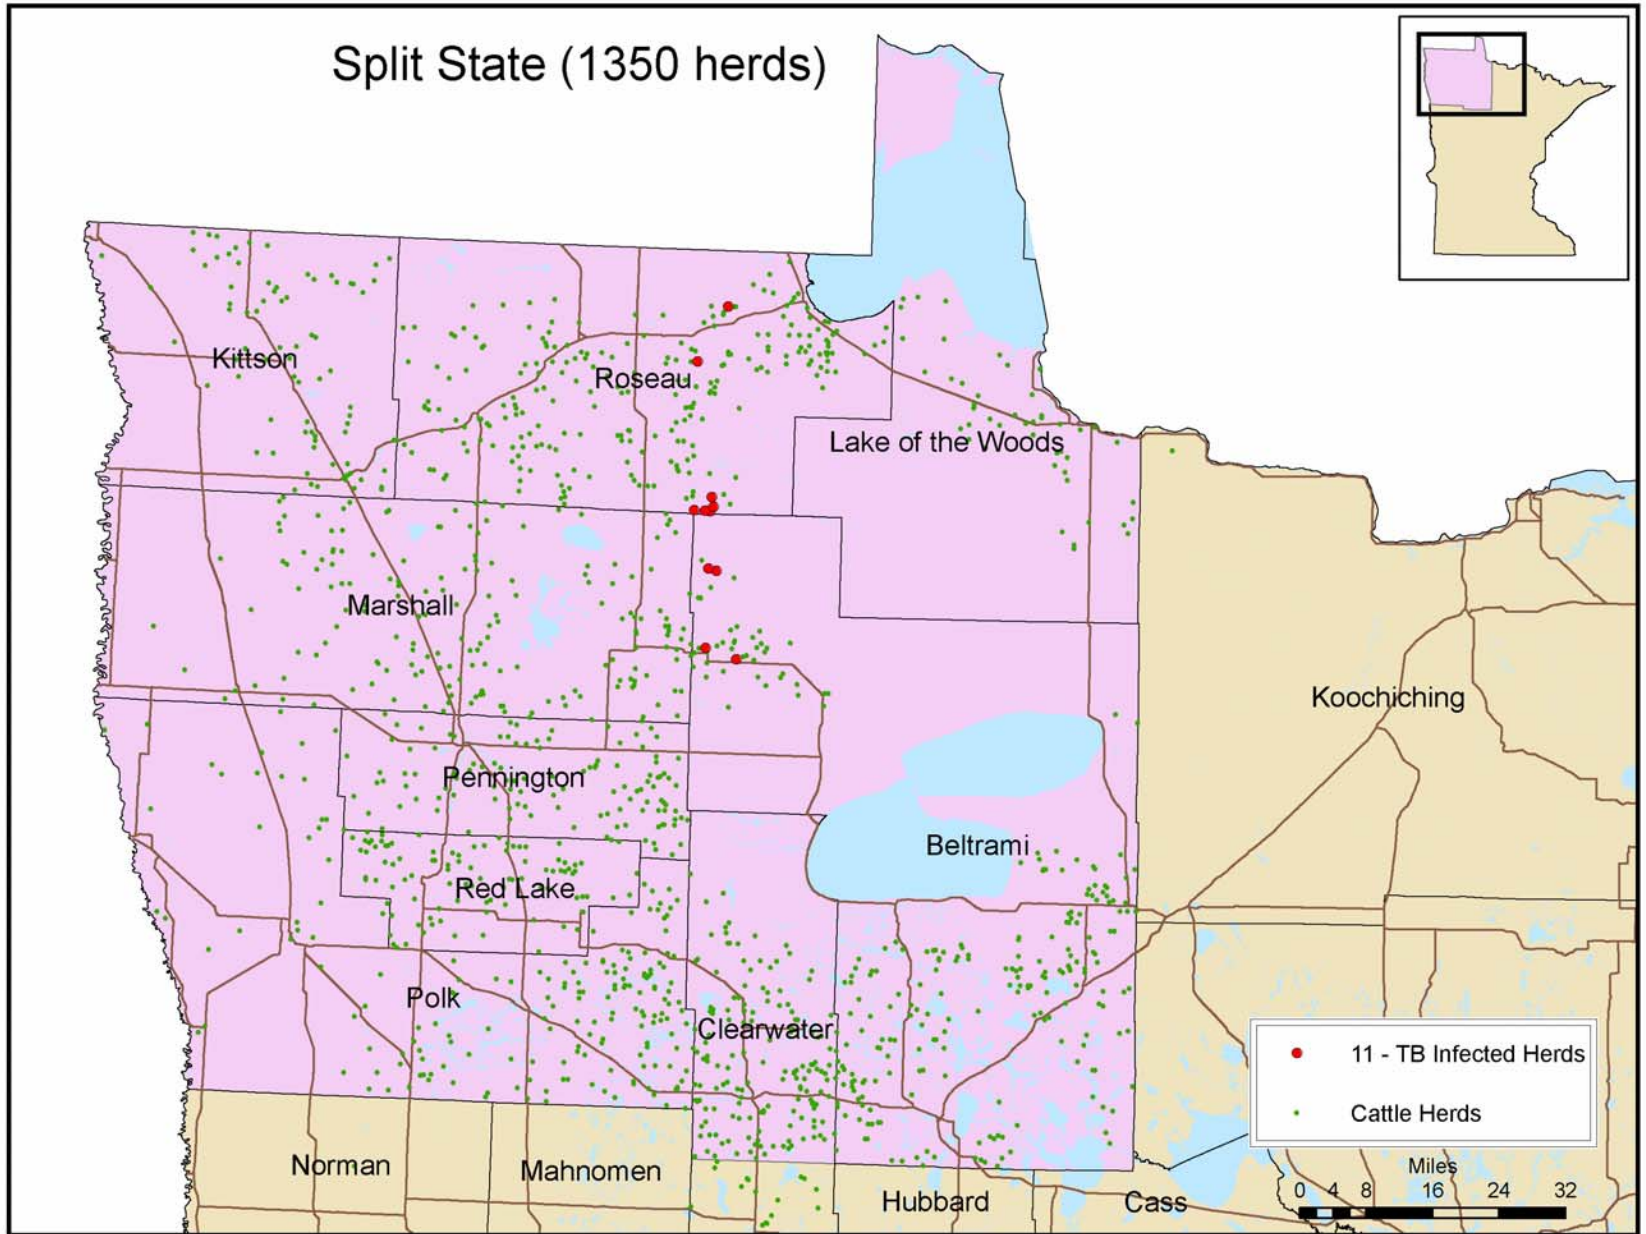 Split State (1350 herds)
Kittson
Roseau
Lake of the Woods
Marshall
Koochiching
Pennington
Beltrami
Red Lake
Polk
Clearwater
11 - TB Infected Herds
Cattle Herds
Norman
Mahnomen
Hubbard
Cass
Miles
0 4 8 16 24 32